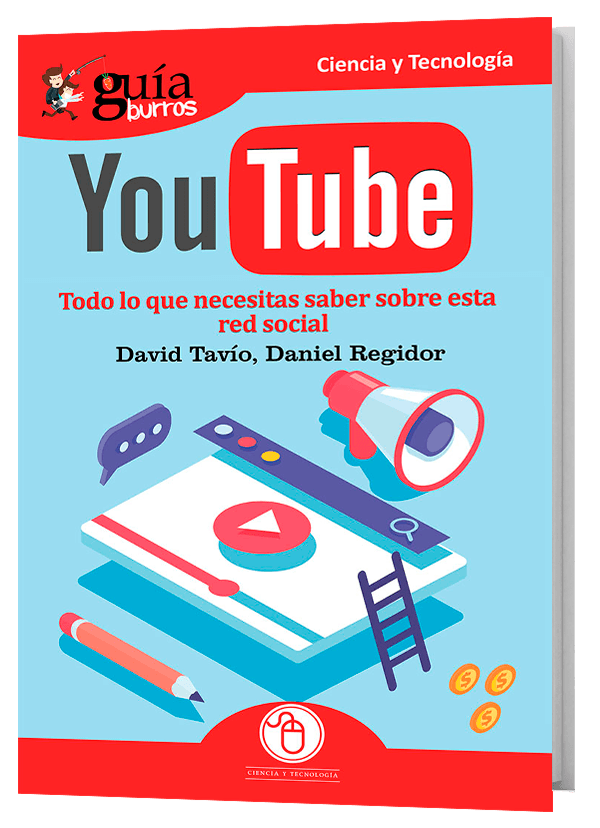 Ciencia y Tecnología
guía
burros
YouTube
Todo lo que necesitas saber sobre esta
red social
David Tavío, Daniel Regidor
CIENCIA Y TECNOLOGÍA